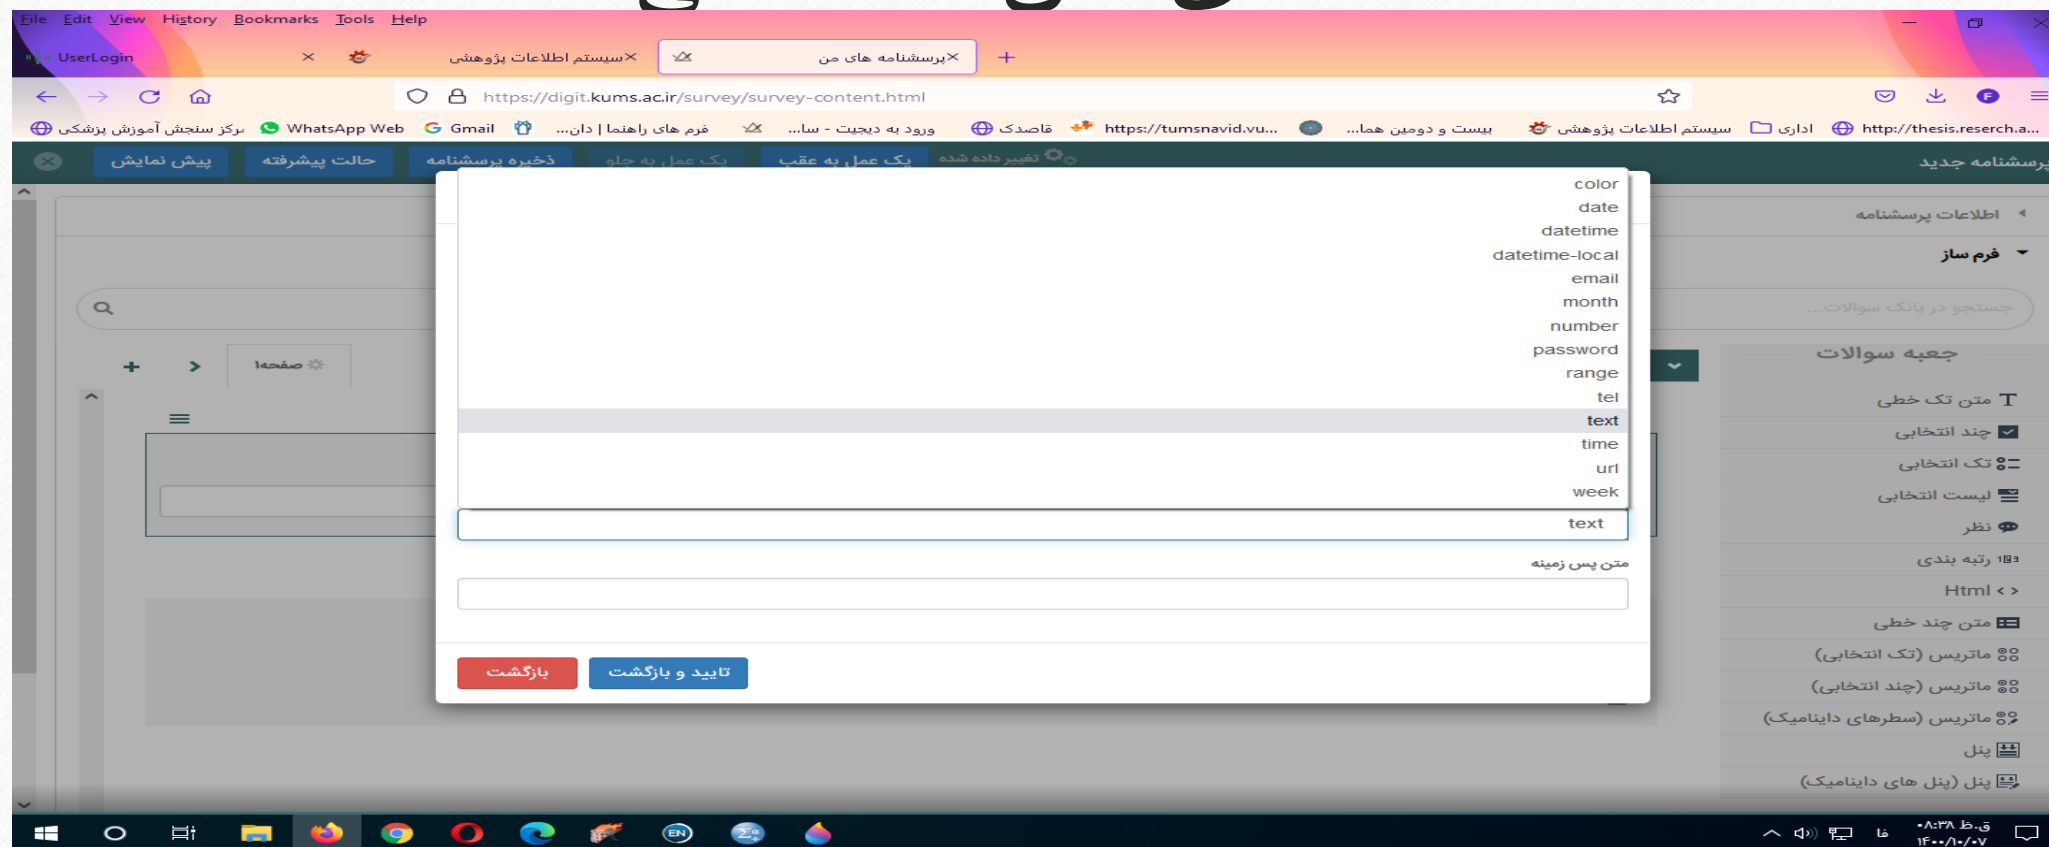 File Edit View History Bookmarks Tools Help
UserLogin
سیستم اطلاعات پژوهشی
پرسشنامه های من
https://digit.kums.ac.ir/survey/survey-content.html
مرکز سنجش آموزش پزشکی
WhatsApp Web
Gmail
فرم های راهنما | دان...
ورود به دیجیت - سا...
قاصدک
https://tumsnavid.vu...
بیست و دومین هما...
سیستم اطلاعات پژوهشی
اداری
http://thesis.reserch.a...
پرسشنامه جدید
تغییر داده شده
یک عمل به عقب
یک عمل به جلو
ذخیره پرسشنامه
حالت پیشرفته
پیش نمایش
اطلاعات پرسشنامه
فرم ساز
جستجو در بانک سوالات...
جعبه سوالات
متن تک خطی
چند انتخابی
تک انتخابی
لیست انتخابی
نظر
رتبه بندی
Html
متن چند خطی
ماتریس (تک انتخابی)
ماتریس (چند انتخابی)
ماتریس (سطرهای داینامیک)
پنل
پنل (پنل های داینامیک)
صفحه۱
color
date
datetime
datetime-local
email
month
number
password
range
tel
text
time
url
week
text
متن پس زمینه
تایید و بازگشت
بازگشت
EN
فا
۰۸:۳۸ ق.ظ
۱۴۰۰/۱۰/۰۷